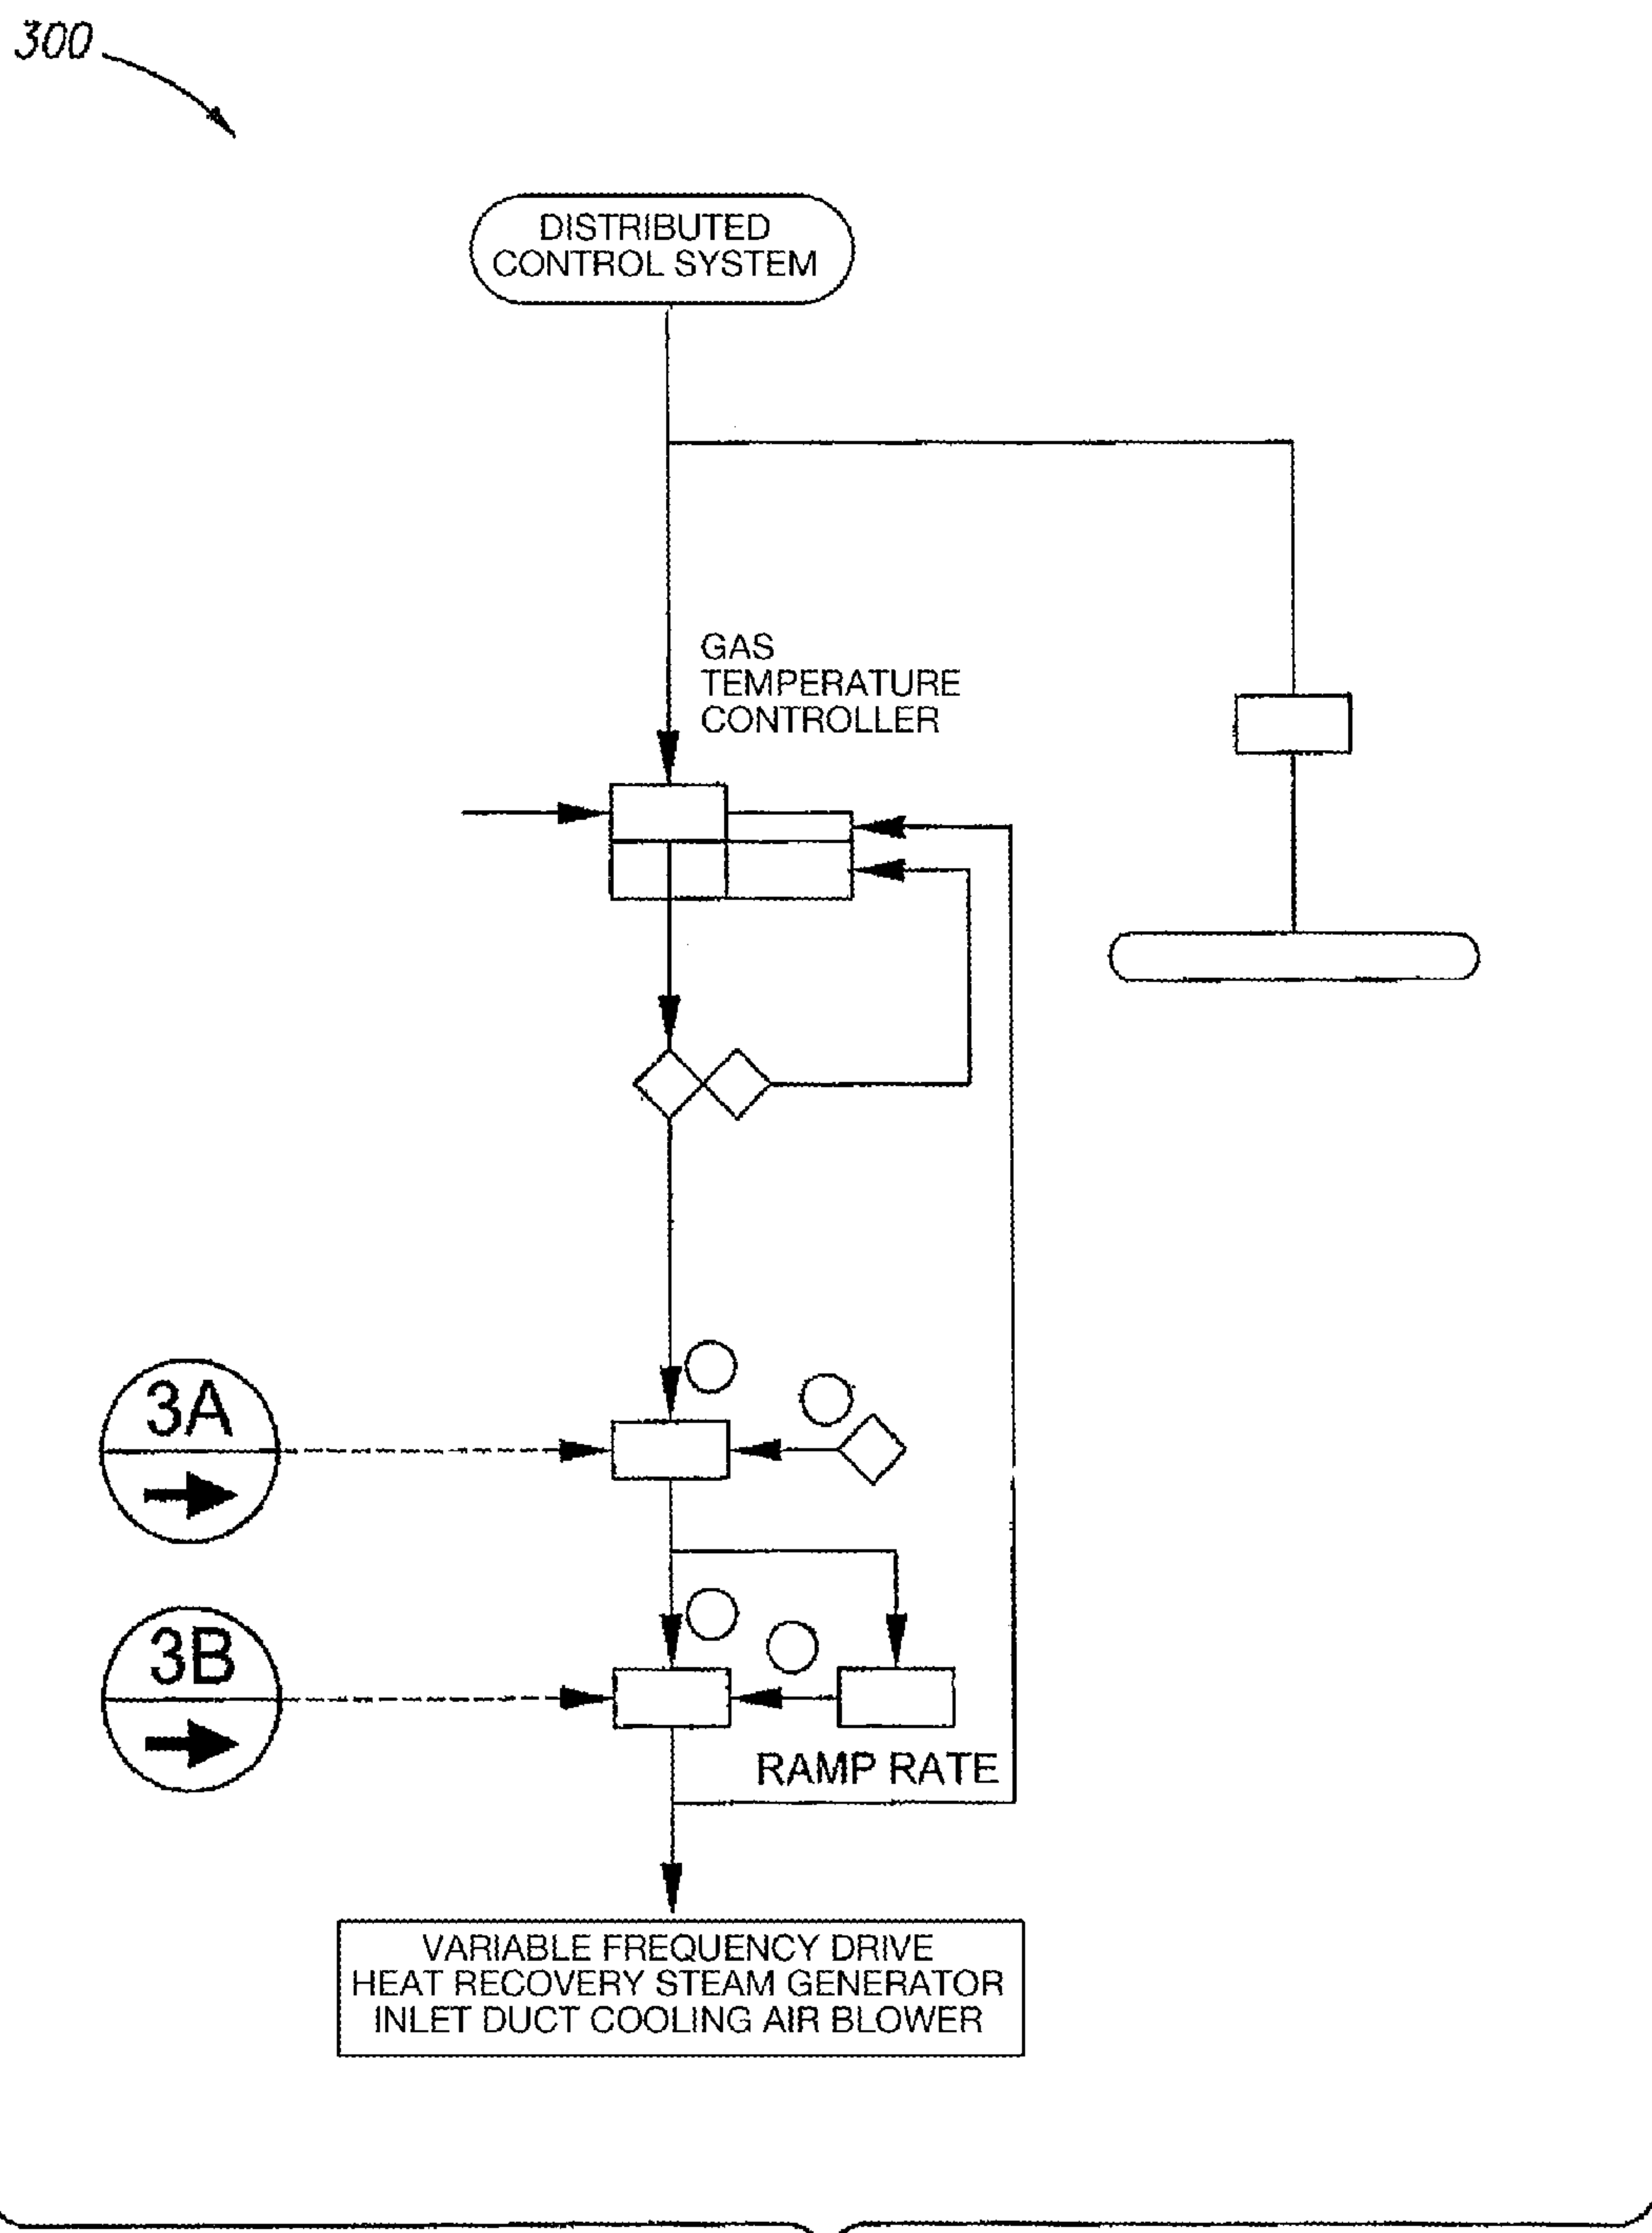 300
DISTRIBUTED
CONTROL SYSTEM
GAS
TEMPERATURE
CONTROLLER
3A
3B
RAMP RATE
VARIABLE FREQUENCY DRIVE
HEAT RECOVERY STEAM GENERATOR
INLET DUCT COOLING AIR BLOWER